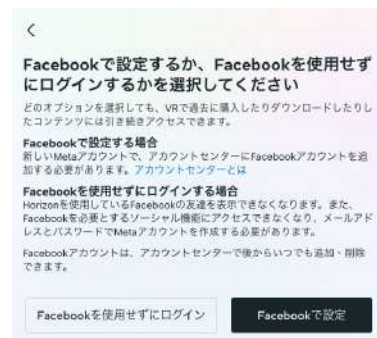 Facebookで設定するか、Facebookを使用せず
にログインするかを選択してください
どのオプションを選択しても、VRで過去に購入したりダウンロードしたりし
たコンテンツには引き続きアクセスできます。
Facebookで設定する場合
新しいMetaアカウントで、アカウントセンターにFacebookアカウントを追
加する必要があります。アカウントセンターとは
Facebookを使用せずにログインする場合
Horizonを使用しているFacebookの友達を表示できなくなります。また、
Facebookを必要とするソーシャル機能にアクセスできなくなり、メールアド
レスとパスワードでMetaアカウントを作成する必要があります。
Facebookアカウントは、アカウントセンターで後からいつでも追加・削除
できます。
Facebookを使用せずにログイン
Facebookで設定